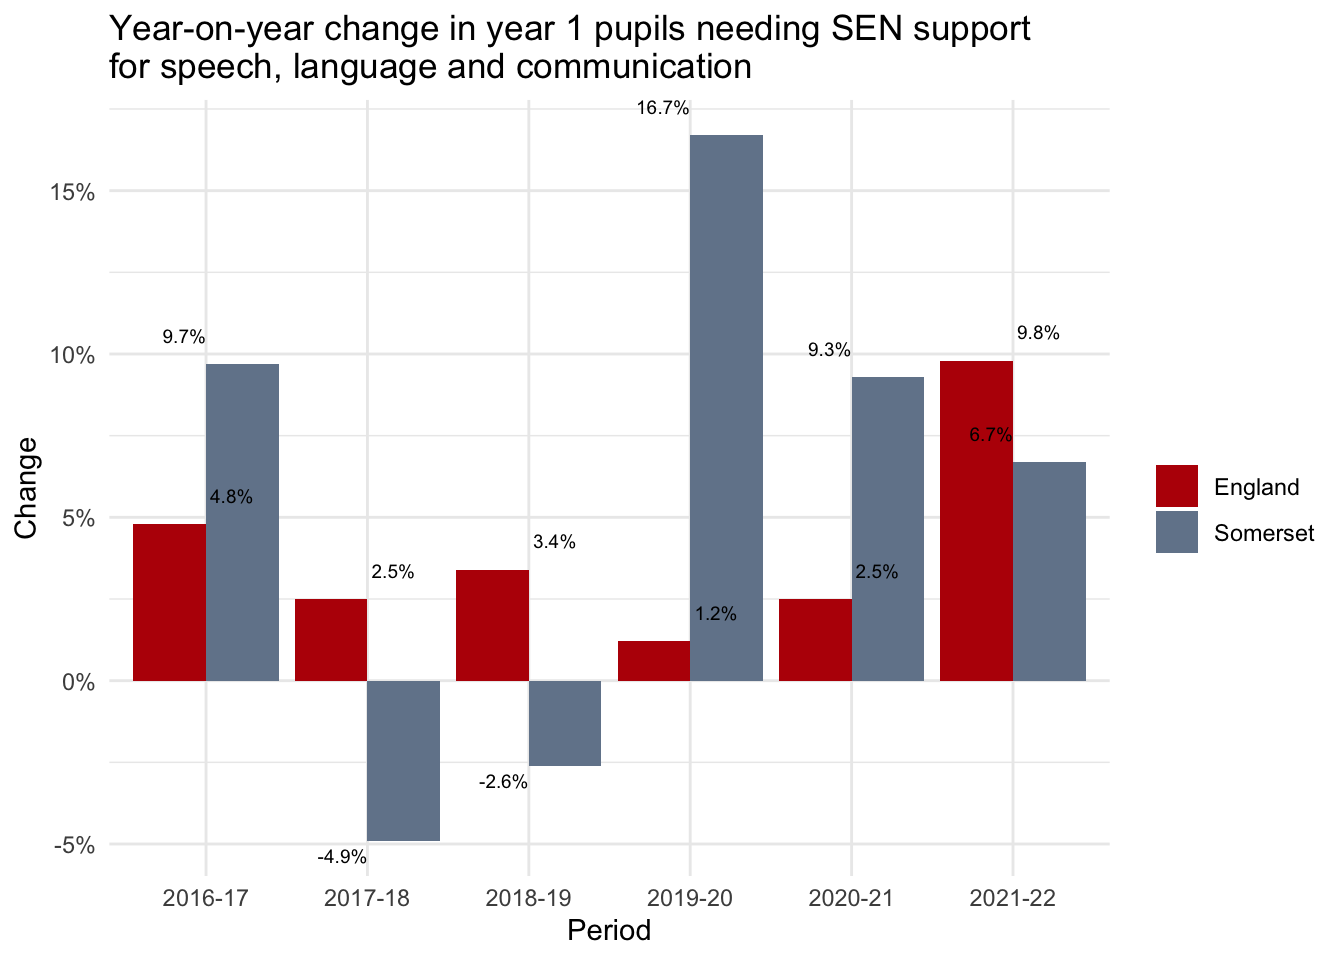 Year-on-year change in year 1 pupils needing SEN support
for speech, language and communication
16.7%
15%
9.7%
9.3%
9.8%
10%
6.7%
4.8%
5%
England
Somerset
Change
2.5%
3.4%
1.2%
2.5%
0%
-2.6%
-4.9%
-5%
2016-17 2017-18 2018-19 2019-20 2020-21 2021-22
Period